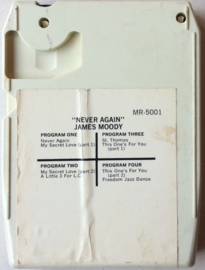 MR-5001
"NEVER AGAIN"
JAMES MOODY
PROGRAM ONE
Never Again
My Secret Love (part 1)
PROGRAM THREE
St. Thomas
This One's For You
(part 1)
PROGRAM TWO
My Secret Love (part 2)
A Little 3 For L.C.
PROGRAM FOUR
This One's For You
(part 2)
Freedom Jazz Dance